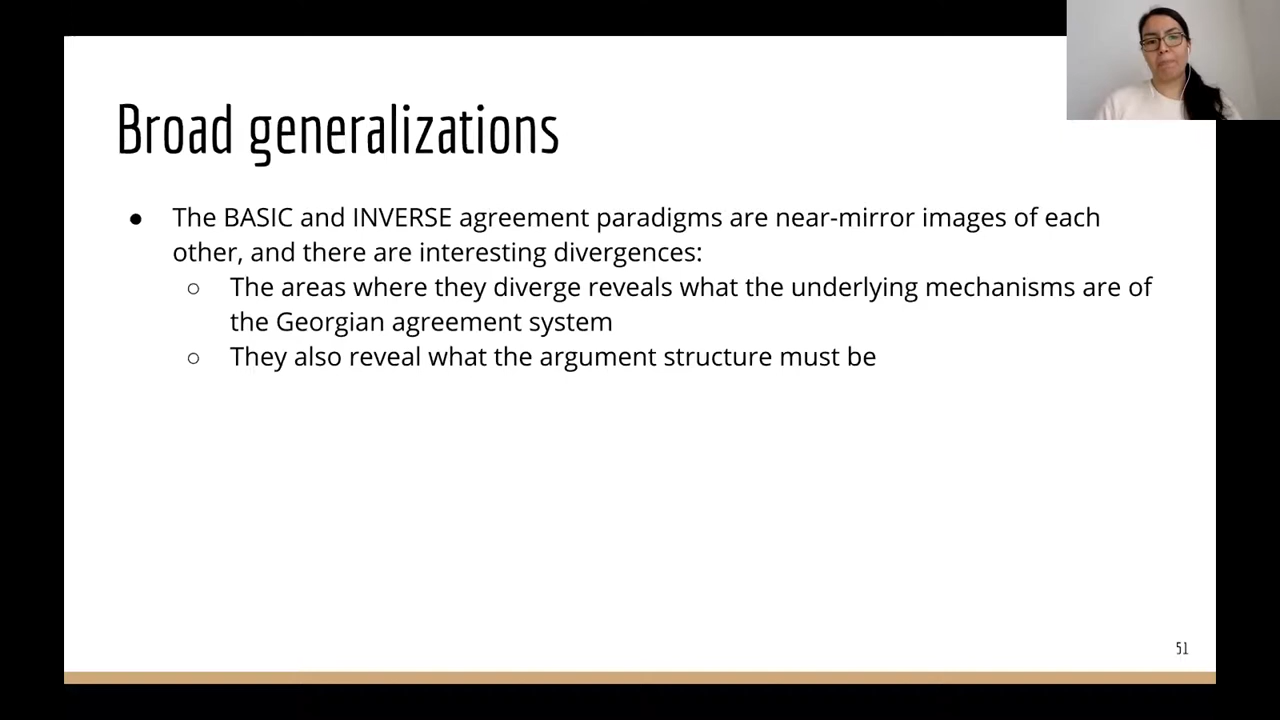 Broad generalizations
● The BASIC and INVERSE agreement paradigms are near-mirror images of each
other, and there are interesting divergences:
○ The areas where they diverge reveals what the underlying mechanisms are of
the Georgian agreement system
○ They also reveal what the argument structure must be
51